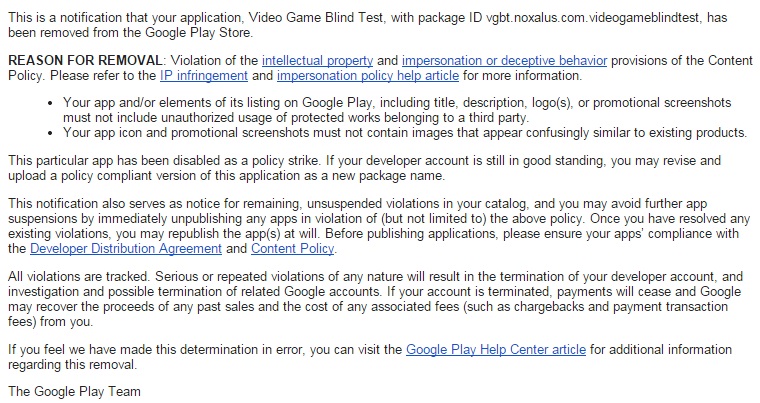 This is a notification that your application, Video Game Blind Test, with package ID vgbt.noxalus.com.videogameblindtest, has
been removed from the Google Play Store.
REASON FOR REMOVAL: Violation of the intellectual property and impersonation or deceptive behavior provisions of the Content
Policy. Please refer to the IP infringement and impersonation policy help article for more information.
• Your app and/or elements of its listing on Google Play, including title, description, logo(s), or promotional screenshots
must not include unauthorized usage of protected works belonging to a third party.
• Your app icon and promotional screenshots must not contain images that appear confusingly similar to existing products.
This particular app has been disabled as a policy strike. If your developer account is still in good standing, you may revise and
upload a policy compliant version of this application as a new package name.
This notification also serves as notice for remaining, unsuspended violations in your catalog, and you may avoid further app
suspensions by immediately unpublishing any apps in violation of (but not limited to) the above policy. Once you have resolved any
existing violations, you may republish the app(s) at will. Before publishing applications, please ensure your apps' compliance with
the Developer Distribution Agreement and Content Policy.
All violations are tracked. Serious or repeated violations of any nature will result in the termination of your developer account, and
investigation and possible termination of related Google accounts. If your account is terminated, payments will cease and Google
may recover the proceeds of any past sales and the cost of any associated fees (such as chargebacks and payment transaction
fees) from you.
If you feel we have made this determination in error, you can visit the Google Play Help Center article for additional information
regarding this removal.
The Google Play Team